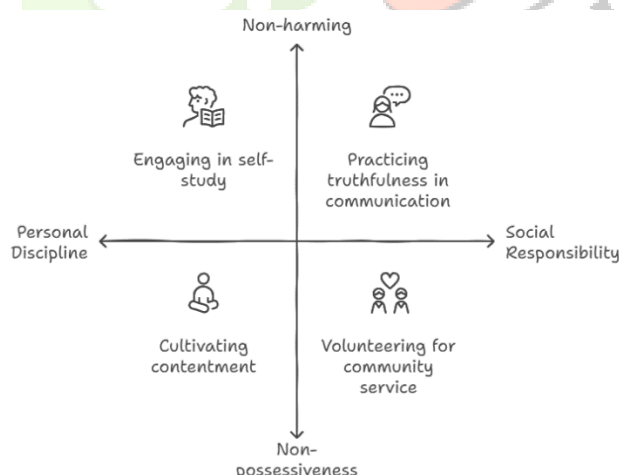 Non-harming
Engaging in self-
study
Practicing
truthfulness in
communication
Personal
Discipline
Social
Responsibility
Cultivating
contentment
Volunteering for
community
service
Non-
possessiveness